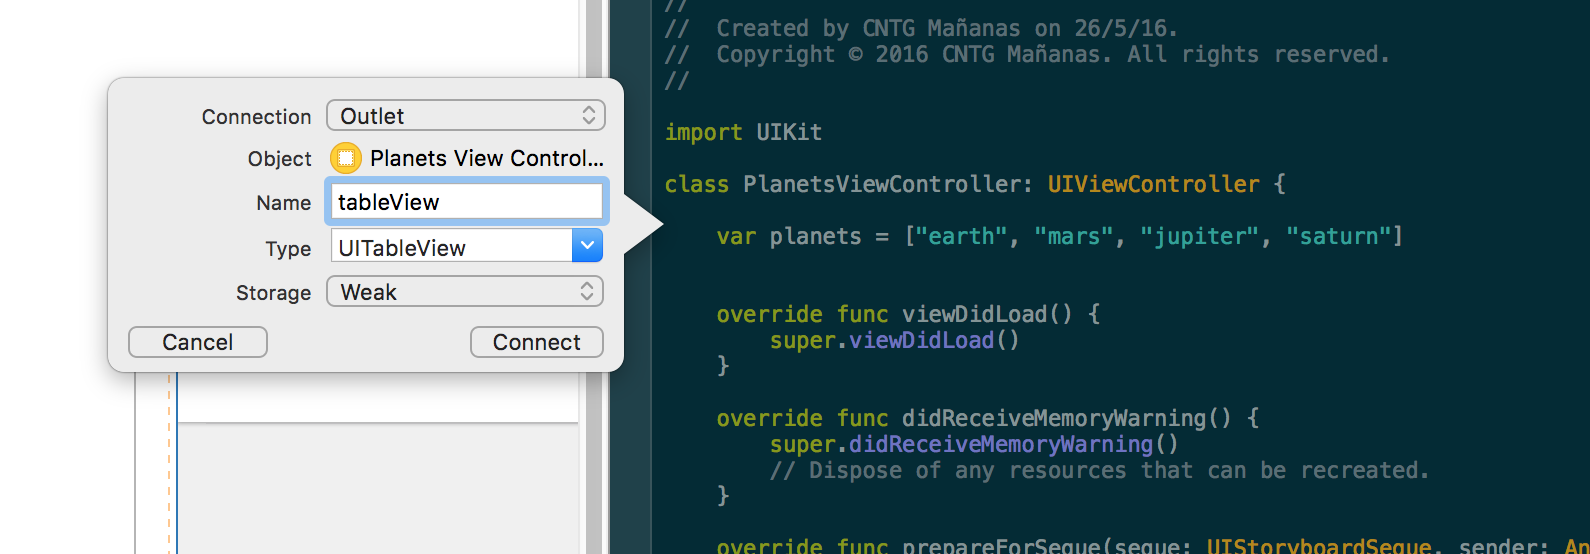 //
//  Created by CNTG Mañanas on 26/5/16.
//  Copyright © 2016 CNTG Mañanas. All rights reserved.
//
import UIKit
class PlanetsViewController: UIViewController {
var planets = ["earth", "mars", "jupiter", "saturn"]
override func viewDidLoad() {
super.viewDidLoad()
}
override func didReceiveMemoryWarning() {
super.didReceiveMemoryWarning()
// Dispose of any resources that can be recreated.
}
override func prepareForSegue(segue: UIStoryboardSegue, sender: An
Connection Outlet
Object Planets View Control...
Name tableView
Type UITableView
Storage Weak
Cancel Connect